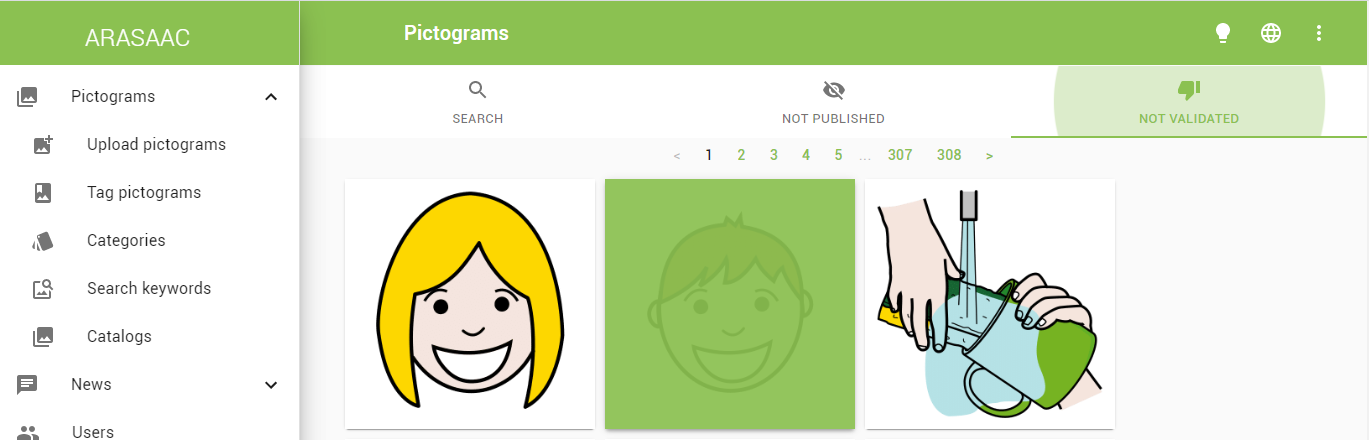 ARASAAC
Pictograms
Pictograms
Upload pictograms
Tag pictograms
Categories
Search keywords
Catalogs
News
Users
SEARCH
NOT PUBLISHED
NOT VALIDATED
< 1 2 3 4 5 ... 307 308 >